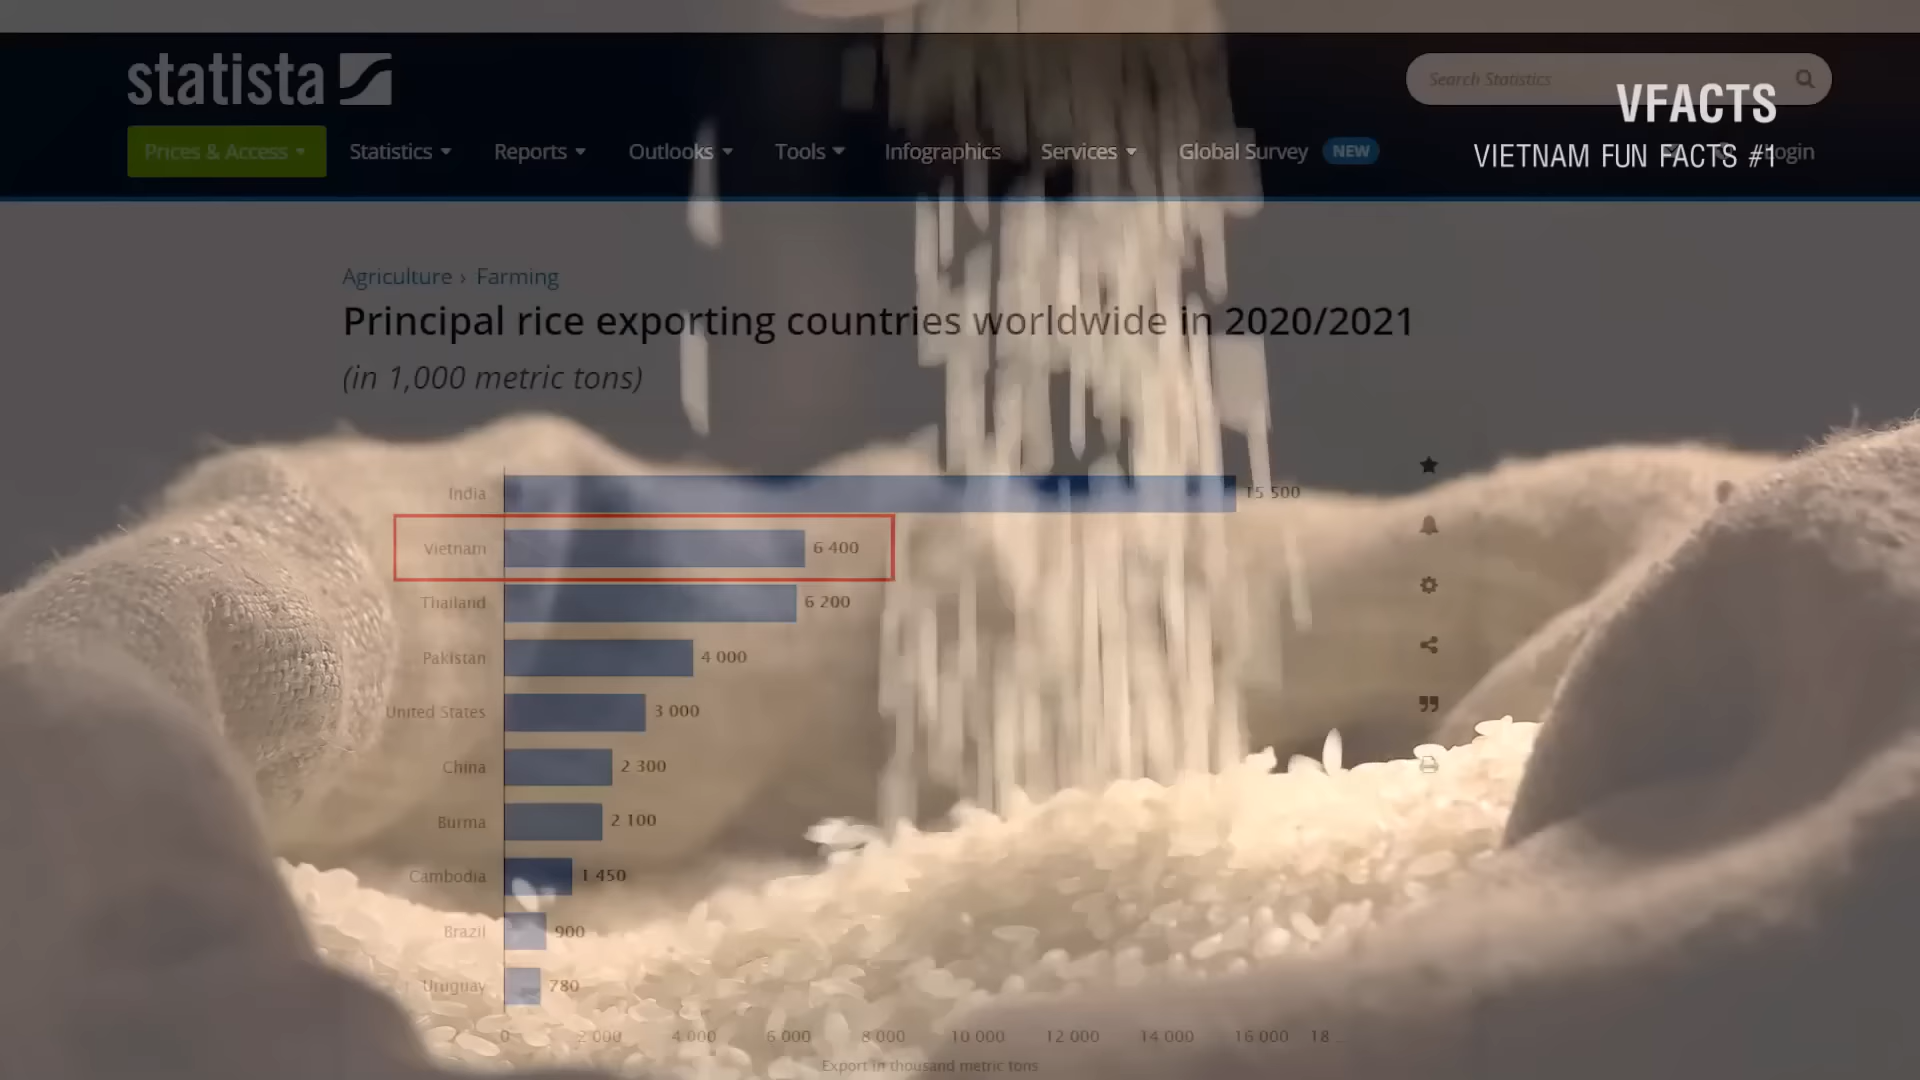 statista
Search Statistics
VFACTS
Prices & Access
Statistics
Reports
Outlooks
Tools
Infographics
Services
Global Survey
NEW
VIETNAM FUN FACTS #1
Login
Agriculture › Farming
Principal rice exporting countries worldwide in 2020/2021
(in 1,000 metric tons)
India 15 500
Vietnam 6 400
Thailand 6 200
Pakistan 4 000
United States 3 000
China 2 300
Burma 2 100
Cambodia 1 450
Brazil 900
Uruguay 780
0 2 000 4 000 6 000 8 000 10 000 12 000 14 000 16 000 18...
Export in thousand metric tons